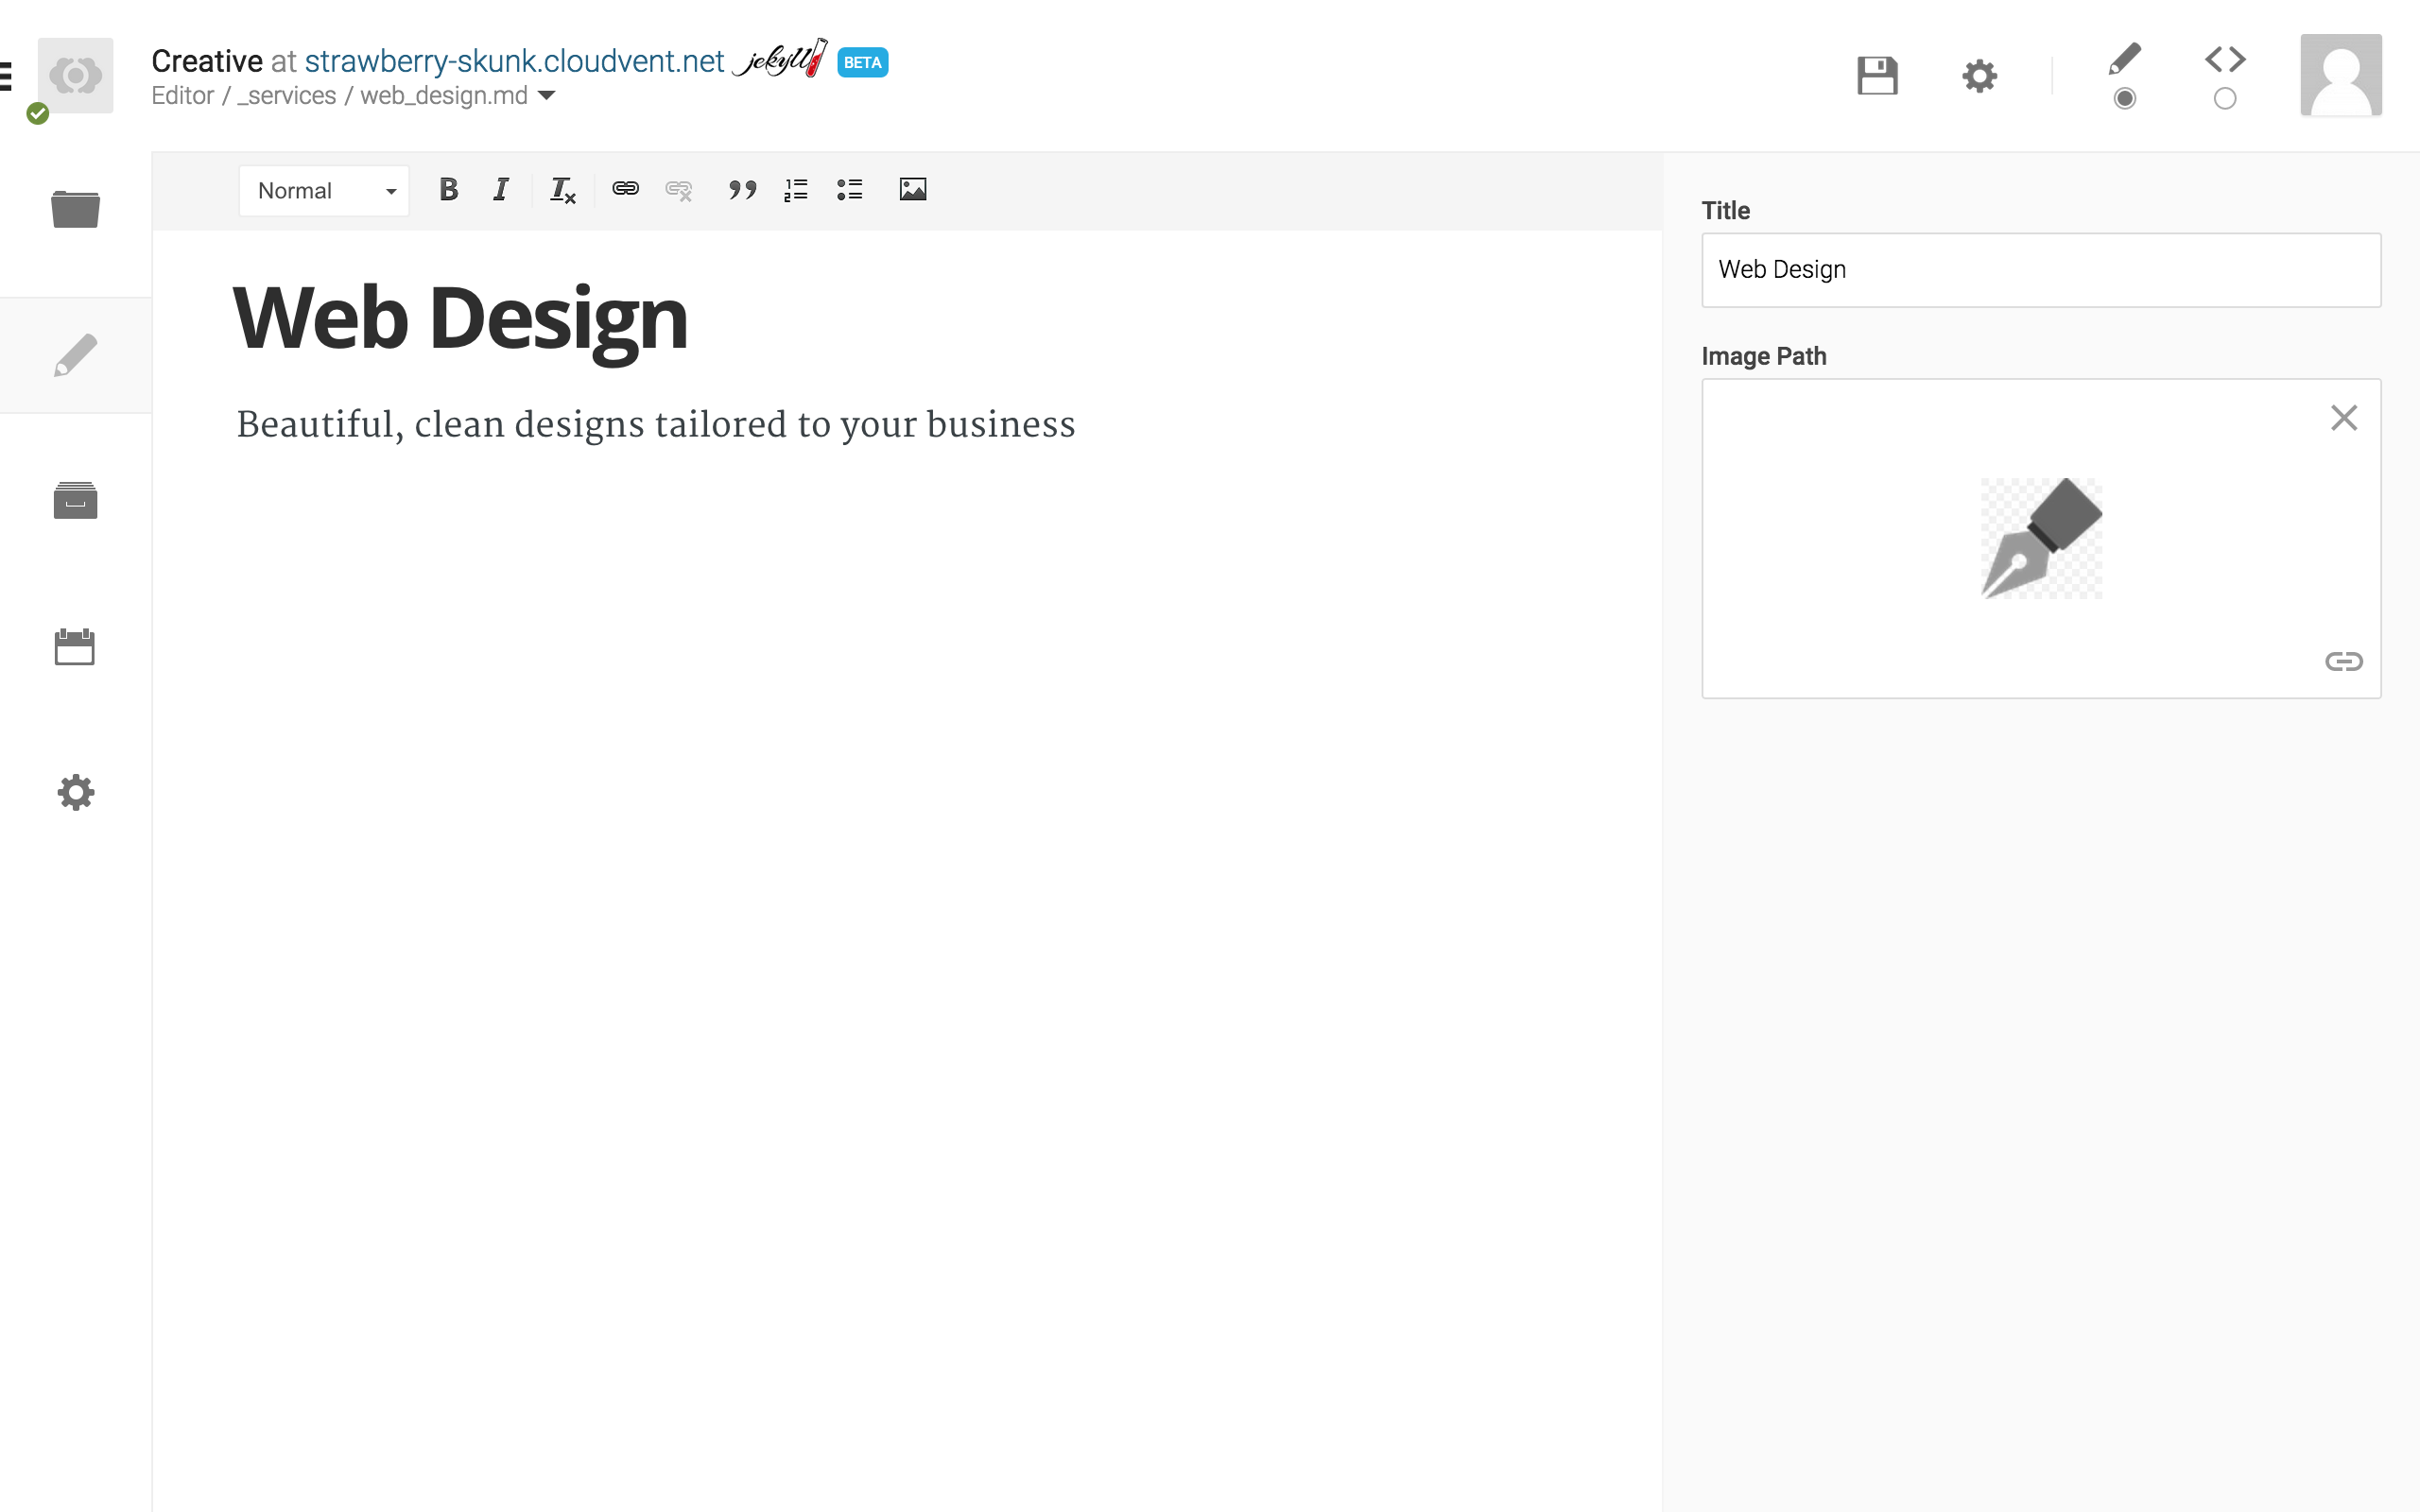 Creative at strawberry-skunk.cloudvent.net jekyll BETA
Editor / _services / web_design.md
Normal
Web Design
Beautiful, clean designs tailored to your business
Title
Web Design
Image Path